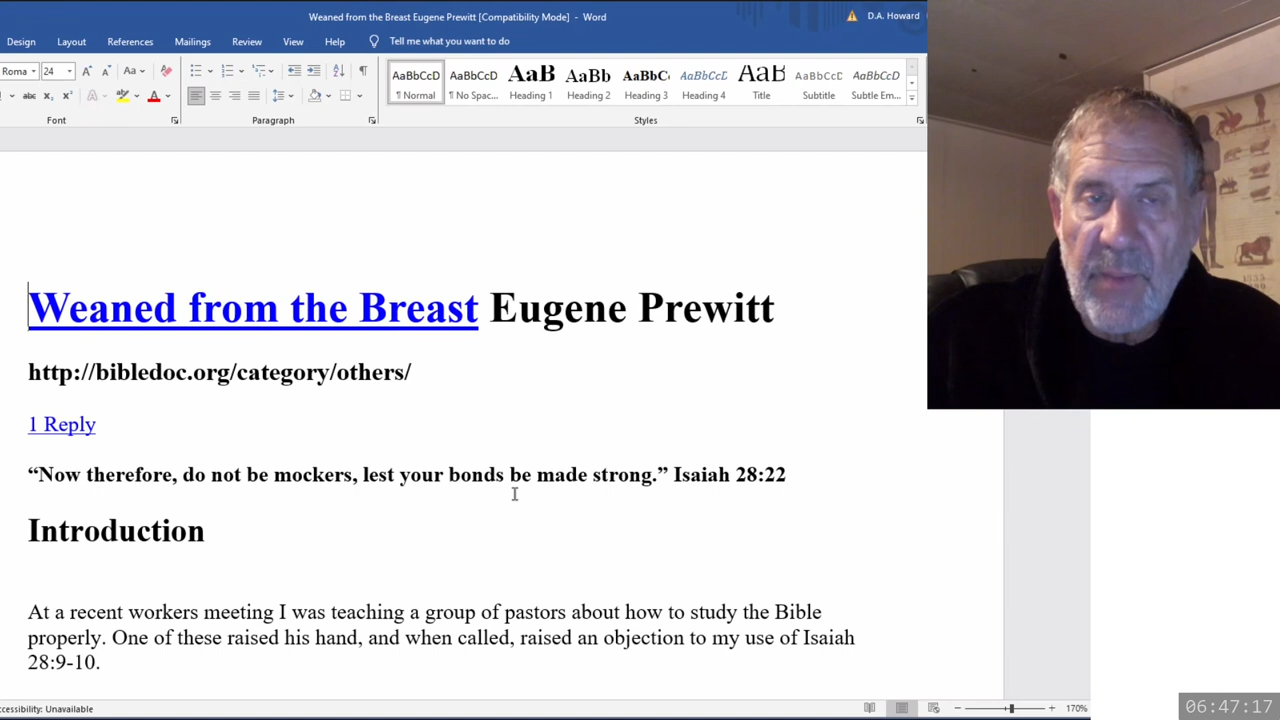 Weaned from the Breast Eugene Prewitt [Compatibility Mode] - Word
D.A. Howard
Design Layout References Mailings Review View Help Tell me what you want to do
Roma 24 Aa
AaBbCcD AaBbCcD AaB AaBb AaBbC AaBbCcD AaB AaBbCcD AaBbCcD
¶ Normal ¶ No Spac... Heading 1 Heading 2 Heading 3 Heading 4 Title Subtitle Subtle Em...
Font Paragraph Styles
Weaned from the Breast Eugene Prewitt
http://bibledoc.org/category/others/
1 Reply
“Now therefore, do not be mockers, lest your bonds be made strong.” Isaiah 28:22
Introduction
At a recent workers meeting I was teaching a group of pastors about how to study the Bible
properly. One of these raised his hand, and when called, raised an objection to my use of Isaiah
28:9-10.
ccessibility: Unavailable
170%
06:47:17